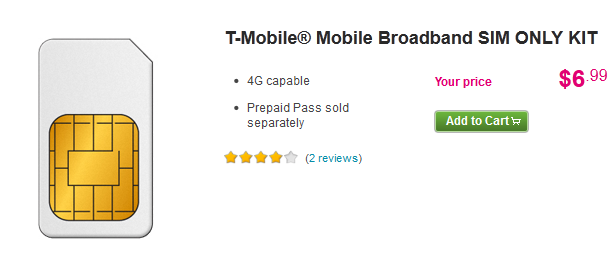 T-Mobile® Mobile Broadband SIM ONLY KIT
4G capable
Prepaid Pass sold
separately
(2 reviews)
Your price
$6.99
Add to Cart